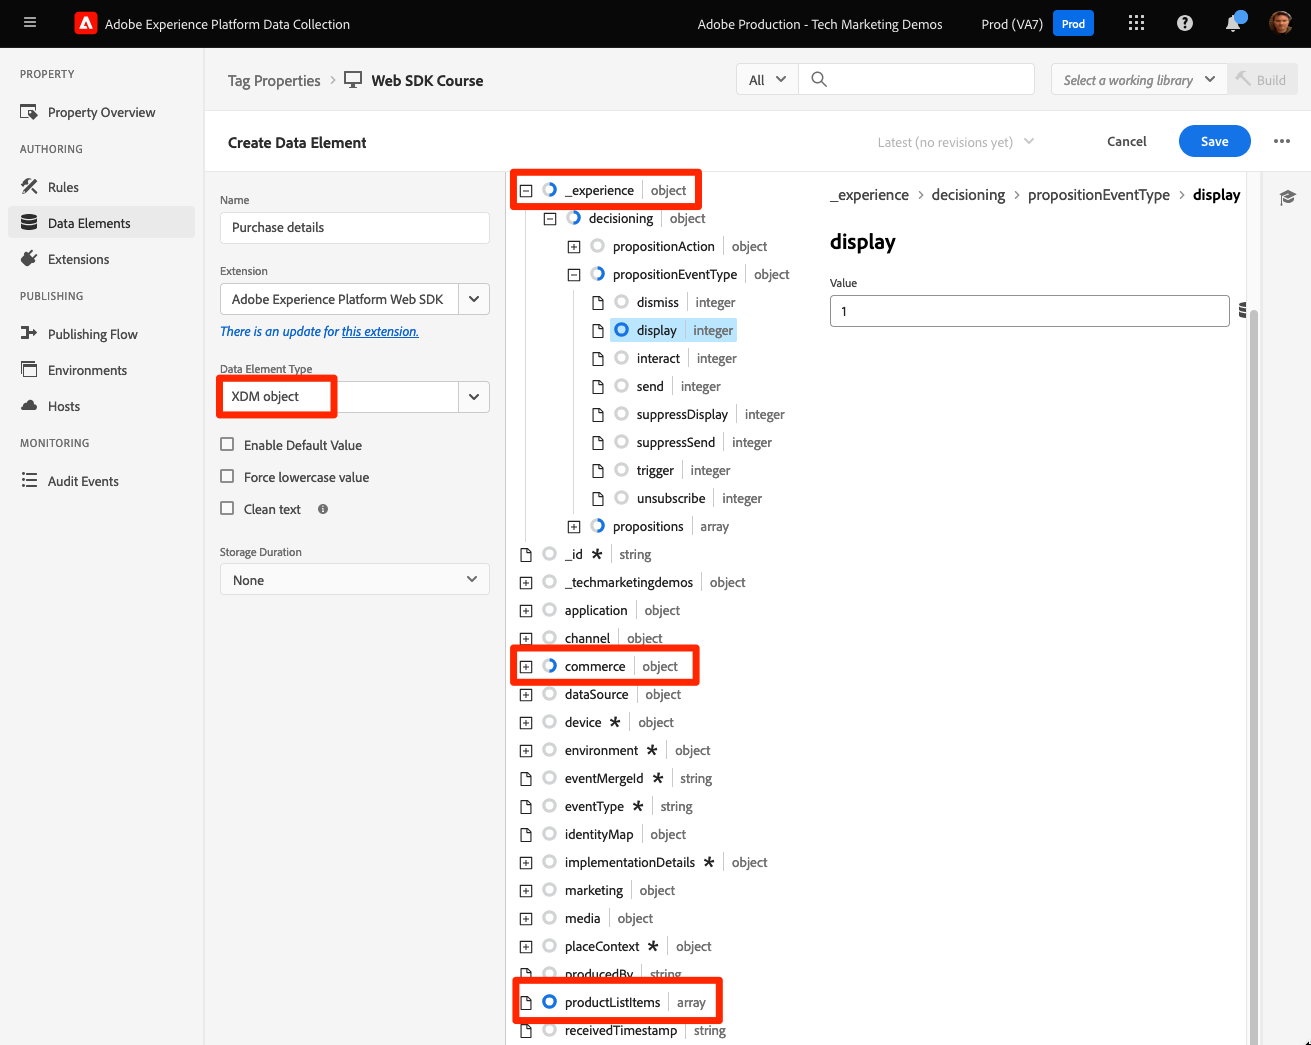 Adobe Experience Platform Data Collection
Adobe Production - Tech Marketing Demos
Prod (VA7)
Prod
PROPERTY
Property Overview
AUTHORING
Rules
Data Elements
Extensions
PUBLISHING
Publishing Flow
Environments
Hosts
MONITORING
Audit Events
Tag Properties
Web SDK Course
All
Select a working library
Build
Create Data Element
Latest (no revisions yet)
Cancel
Save
Name
Purchase details
Extension
Adobe Experience Platform Web SDK
There is an update for this extension.
Data Element Type
XDM object
Enable Default Value
Force lowercase value
Clean text
Storage Duration
None
_experience object
decisioning object
propositionAction object
propositionEventType object
dismiss integer
display integer
interact integer
send integer
suppressDisplay integer
suppressSend integer
trigger integer
unsubscribe integer
propositions array
_id * string
_techmarketingdemos object
application object
channel object
commerce object
dataSource object
device * object
environment * object
eventMergeId * string
eventType * string
identityMap object
implementationDetails * object
marketing object
media object
placeContext * object
producedBy string
productListItems array
receivedTimestamp string
_experience > decisioning > propositionEventType > display
display
Value
1